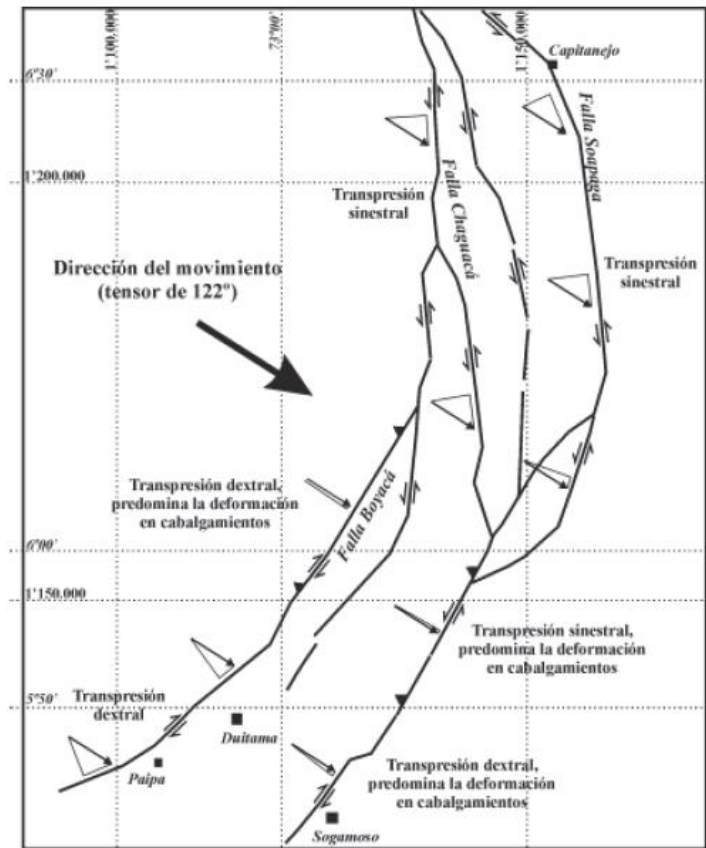 1'100.000
73°00'
1'150.000
Capitanejo
6°30'
Falla Soapaga
1'200.000
Transpresión
sinestral
Falla Chaguacá
Dirección del movimiento
(tensor de 122º)
Transpresión
sinestral
Transpresión dextral,
predomina la deformación
en cabalgamientos
Falla Boyacá
6°00'
1'150.000
Transpresión sinestral,
predomina la deformación
en cabalgamientos
5°50'
Transpresión
dextral
Duitama
Paipa
Transpresión dextral,
predomina la deformación
en cabalgamientos
Sogamoso